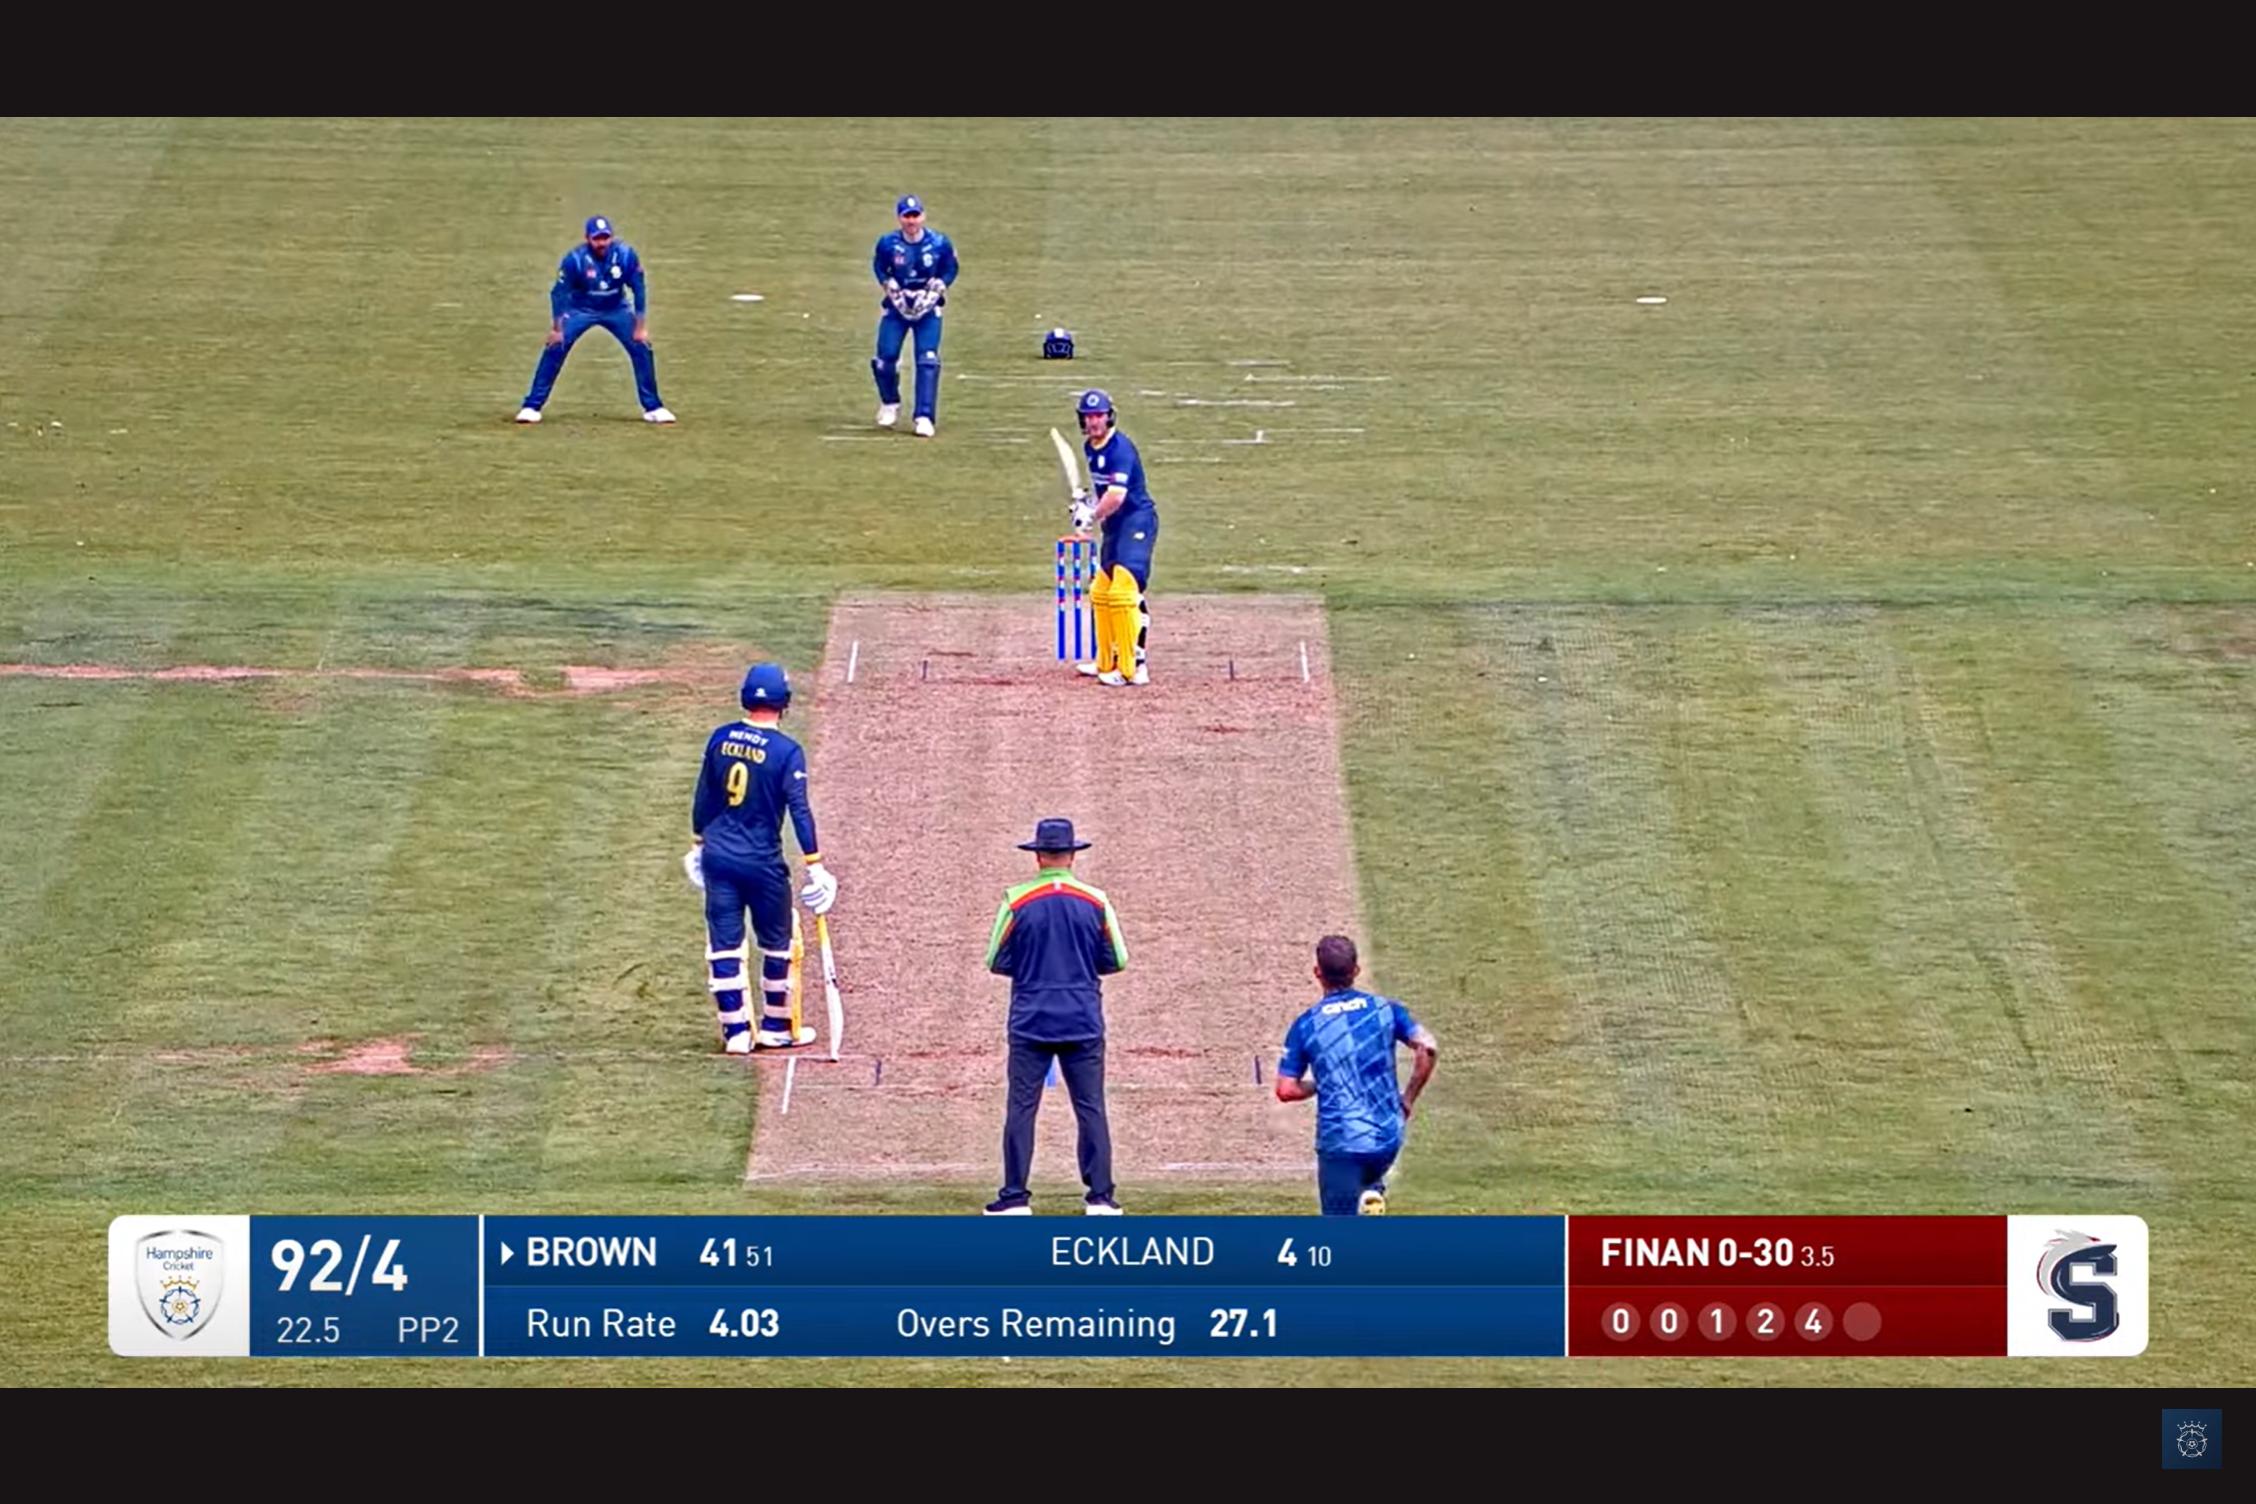 HENDY
ECKLAND
9
cinch
Hampshire
Cricket
92/4
22.5 PP2
BROWN 41 51 ECKLAND 4 10
Run Rate 4.03 Overs Remaining 27.1
FINAN 0-30 3.5
0 0 1 2 4
S